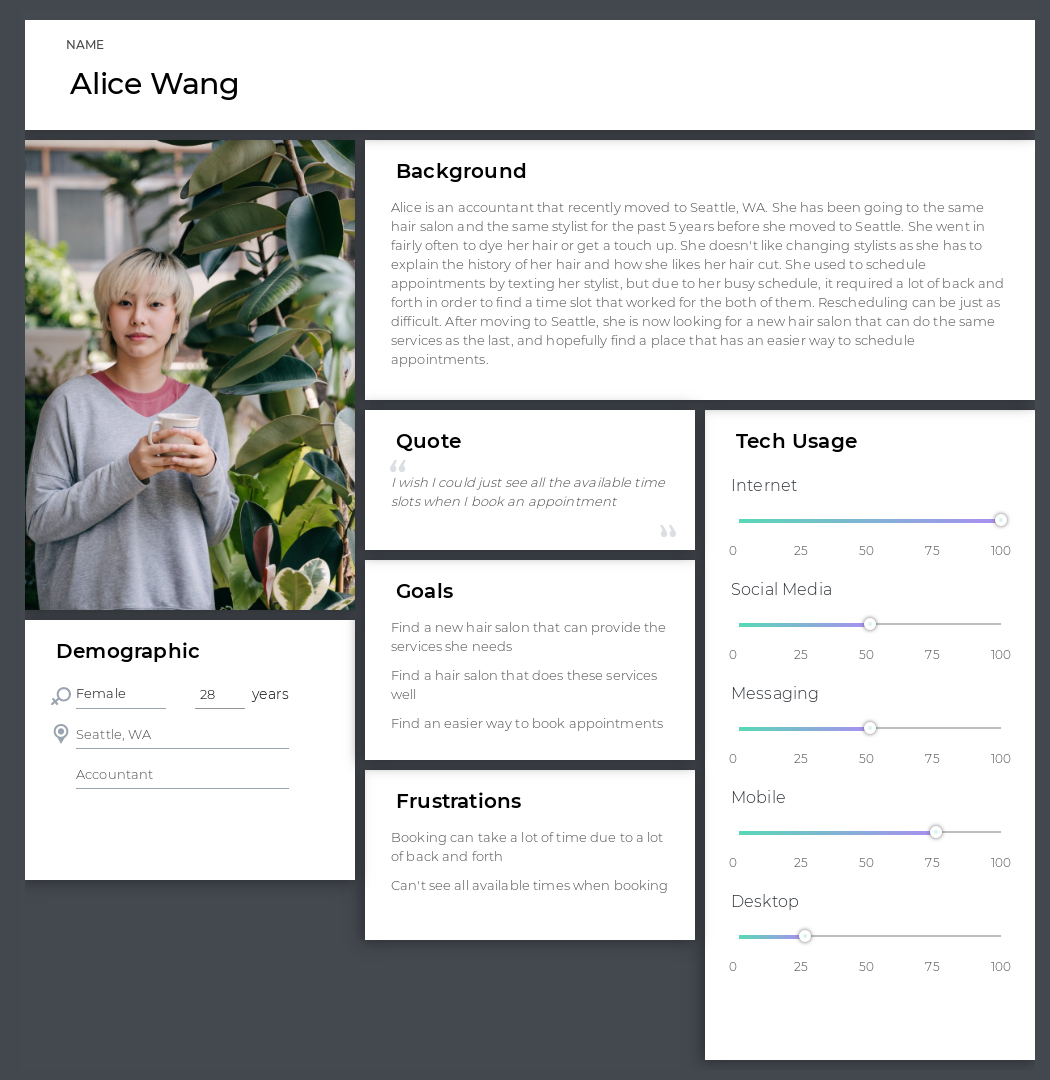 NAME
Alice Wang
Background
Alice is an accountant that recently moved to Seattle, WA. She has been going to the same
hair salon and the same stylist for the past 5 years before she moved to Seattle. She went in
fairly often to dye her hair or get a touch up. She doesn't like changing stylists as she has to
explain the history of her hair and how she likes her hair cut. She used to schedule
appointments by texting her stylist, but due to her busy schedule, it required a lot of back and
forth in order to find a time slot that worked for the both of them. Rescheduling can be just as
difficult. After moving to Seattle, she is now looking for a new hair salon that can do the same
services as the last, and hopefully find a place that has an easier way to schedule
appointments.
Demographic
Female 28 years
Seattle, WA
Accountant
Quote
“
I wish I could just see all the available time
slots when I book an appointment
”
Goals
Find a new hair salon that can provide the
services she needs
Find a hair salon that does these services
well
Find an easier way to book appointments
Frustrations
Booking can take a lot of time due to a lot
of back and forth
Can't see all available times when booking
Tech Usage
Internet
0 25 50 75 100
Social Media
0 25 50 75 100
Messaging
0 25 50 75 100
Mobile
0 25 50 75 100
Desktop
0 25 50 75 100